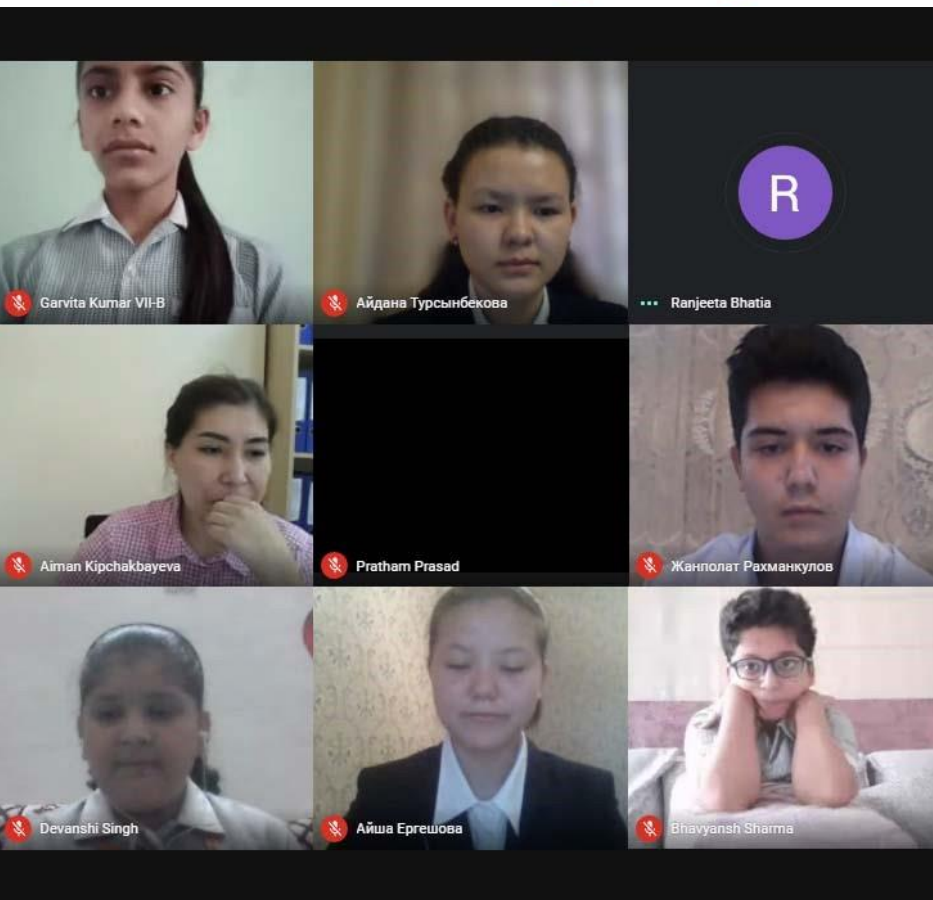 Garvita Kumar VII-B
Айдана Турсынбекова
R
Ranjeeta Bhatia
Aiman Kipchakbayeva
Pratham Prasad
Жанполат Рахманкулов
Devanshi Singh
Айша Ергешова
Bhavyansh Sharma